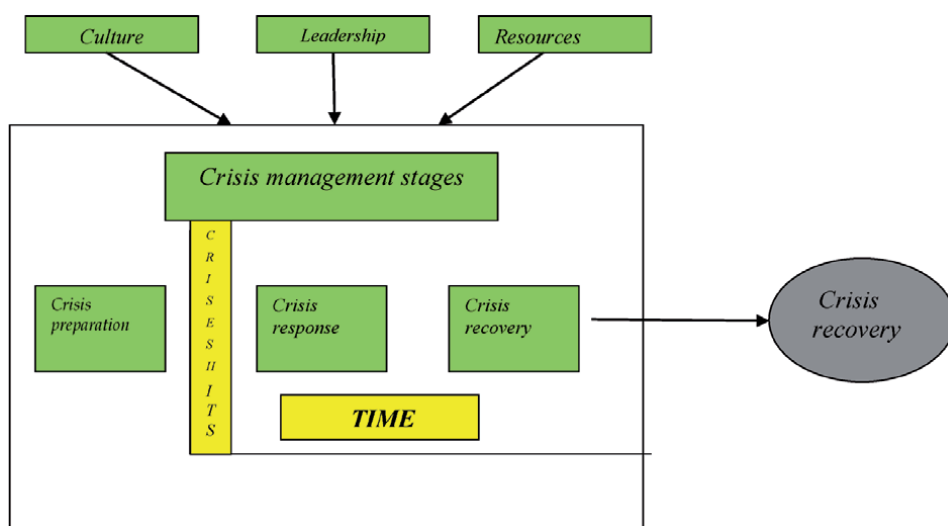 Culture
Leadership
Resources
Crisis management stages
C
R
I
S
E
S
H
I
T
S
Crisis
preparation
Crisis
response
Crisis
recovery
TIME
Crisis
recovery